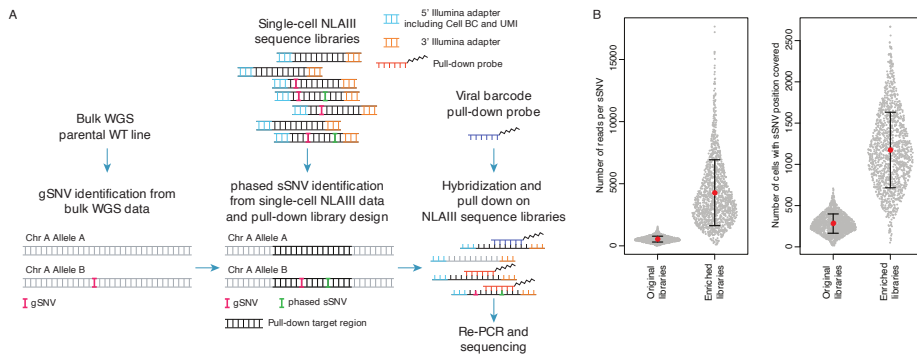 A
Single-cell NLAIII
sequence libraries
5' Illumina adapter
including Cell BC and UMI
3' Illumina adapter
Pull-down probe
Bulk WGS
parental WT line
Viral barcode
pull-down probe
gSNV identification from
bulk WGS data
phased sSNV identification
from single-cell NLAIII data
and pull-down library design
Hybridization and
pull down on
NLAIII sequence libraries
Chr A Allele A
Chr A Allele B
gSNV
Chr A Allele A
Chr A Allele B
gSNV
phased sSNV
Pull-down target region
Re-PCR and
sequencing
B
Number of reads per sSNV
15000
10000
5000
0
Original
libraries
Enriched
libraries
Number of cells with sSNV position covered
2500
2000
1500
1000
500
0
Original
libraries
Enriched
libraries